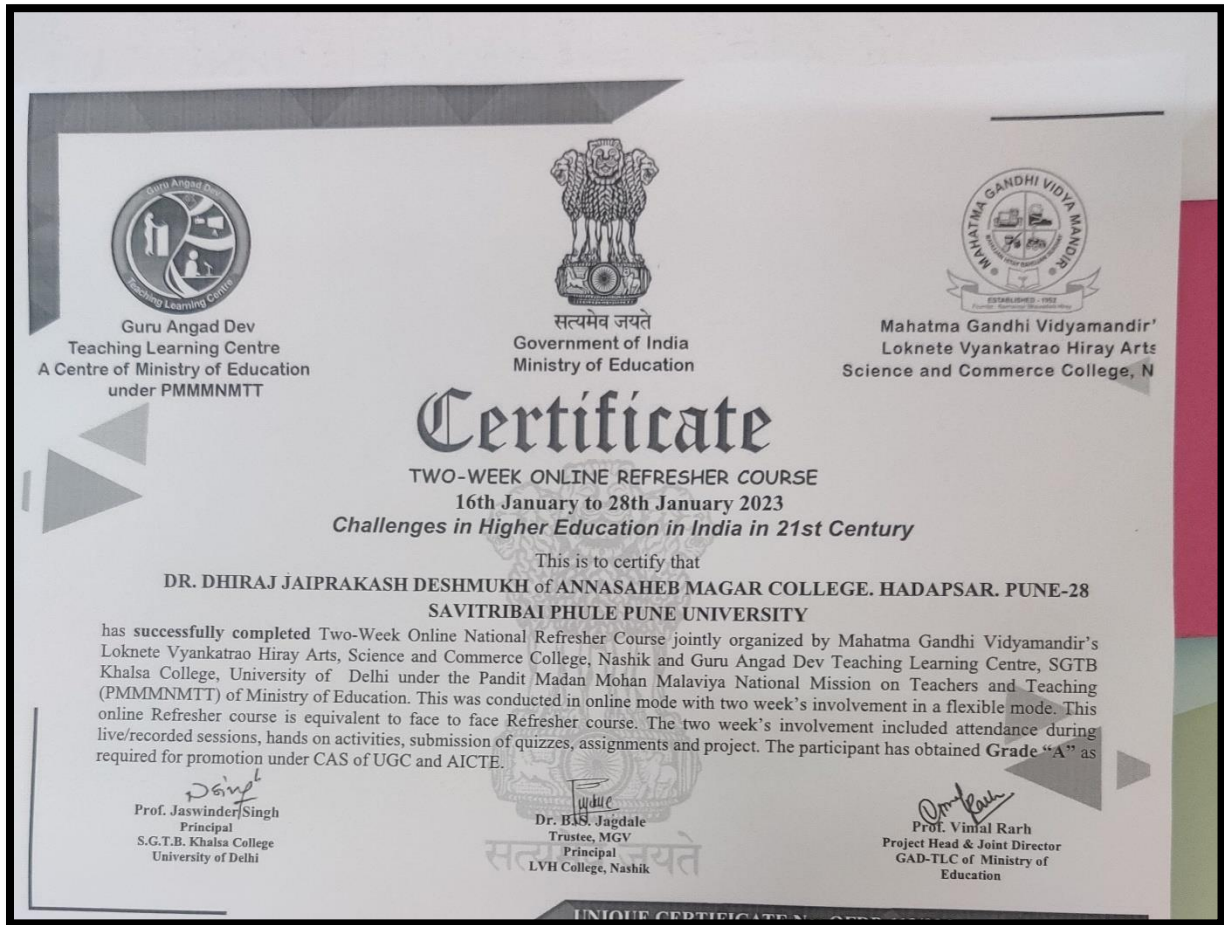 Guru Angad Dev
Teaching Learning Centre
Guru Angad Dev
Teaching Learning Centre
A Centre of Ministry of Education
under PMMMNMTT
सत्यमेव जयते
Government of India
Ministry of Education
MAHATMA GANDHI VIDYA MANDIR
ESTABLISHED - 1952
Mahatma Gandhi Vidyamandir'
Loknete Vyankatrao Hiray Arts
Science and Commerce College, N
Certificate
TWO-WEEK ONLINE REFRESHER COURSE
16th January to 28th January 2023
Challenges in Higher Education in India in 21st Century
This is to certify that
DR. DHIRAJ JAIPRAKASH DESHMUKH of ANNASAHEB MAGAR COLLEGE. HADAPSAR. PUNE-28
SAVITRIBAI PHULE PUNE UNIVERSITY
has successfully completed Two-Week Online National Refresher Course jointly organized by Mahatma Gandhi Vidyamandir's
Loknete Vyankatrao Hiray Arts, Science and Commerce College, Nashik and Guru Angad Dev Teaching Learning Centre, SGTB
Khalsa College, University of Delhi under the Pandit Madan Mohan Malaviya National Mission on Teachers and Teaching
(PMMMNMTT) of Ministry of Education. This was conducted in online mode with two week's involvement in a flexible mode. This
online Refresher course is equivalent to face to face Refresher course. The two week's involvement included attendance during
live/recorded sessions, hands on activities, submission of quizzes, assignments and project. The participant has obtained Grade "A" as
required for promotion under CAS of UGC and AICTE.
Prof. Jaswinder Singh
Principal
S.G.T.B. Khalsa College
University of Delhi
Dr. B.S. Jagdale
Trustee, MGV
Principal
LVH College, Nashik
Prof. Vimal Rarh
Project Head & Joint Director
GAD-TLC of Ministry of
Education
सत्यमेव जयते
UNIQUE CERTIFICATE